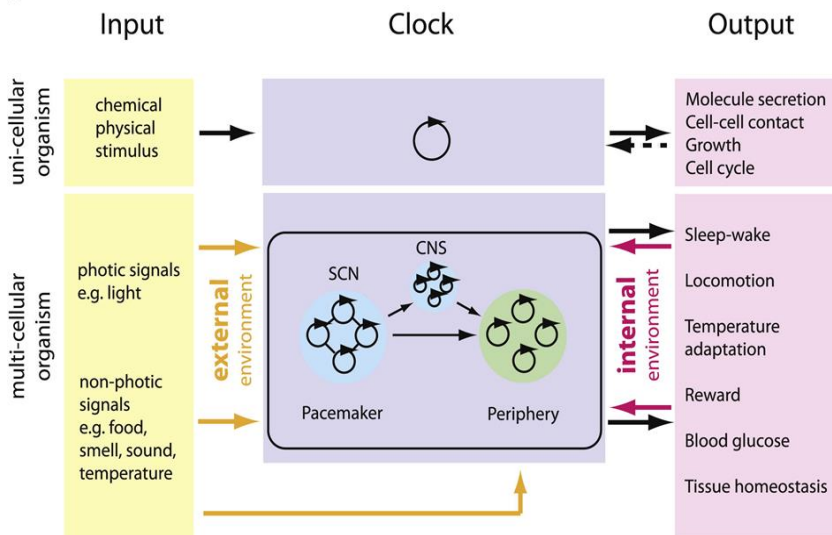 Input
Clock
Output
uni-cellular
organism
chemical
physical
stimulus
Molecule secretion
Cell-cell contact
Growth
Cell cycle
multi-cellular
organism
photic signals
e.g. light
non-photic
signals
e.g. food,
smell, sound,
temperature
external
environment
SCN
CNS
Pacemaker
Periphery
internal
environment
Sleep-wake
Locomotion
Temperature
adaptation
Reward
Blood glucose
Tissue homeostasis